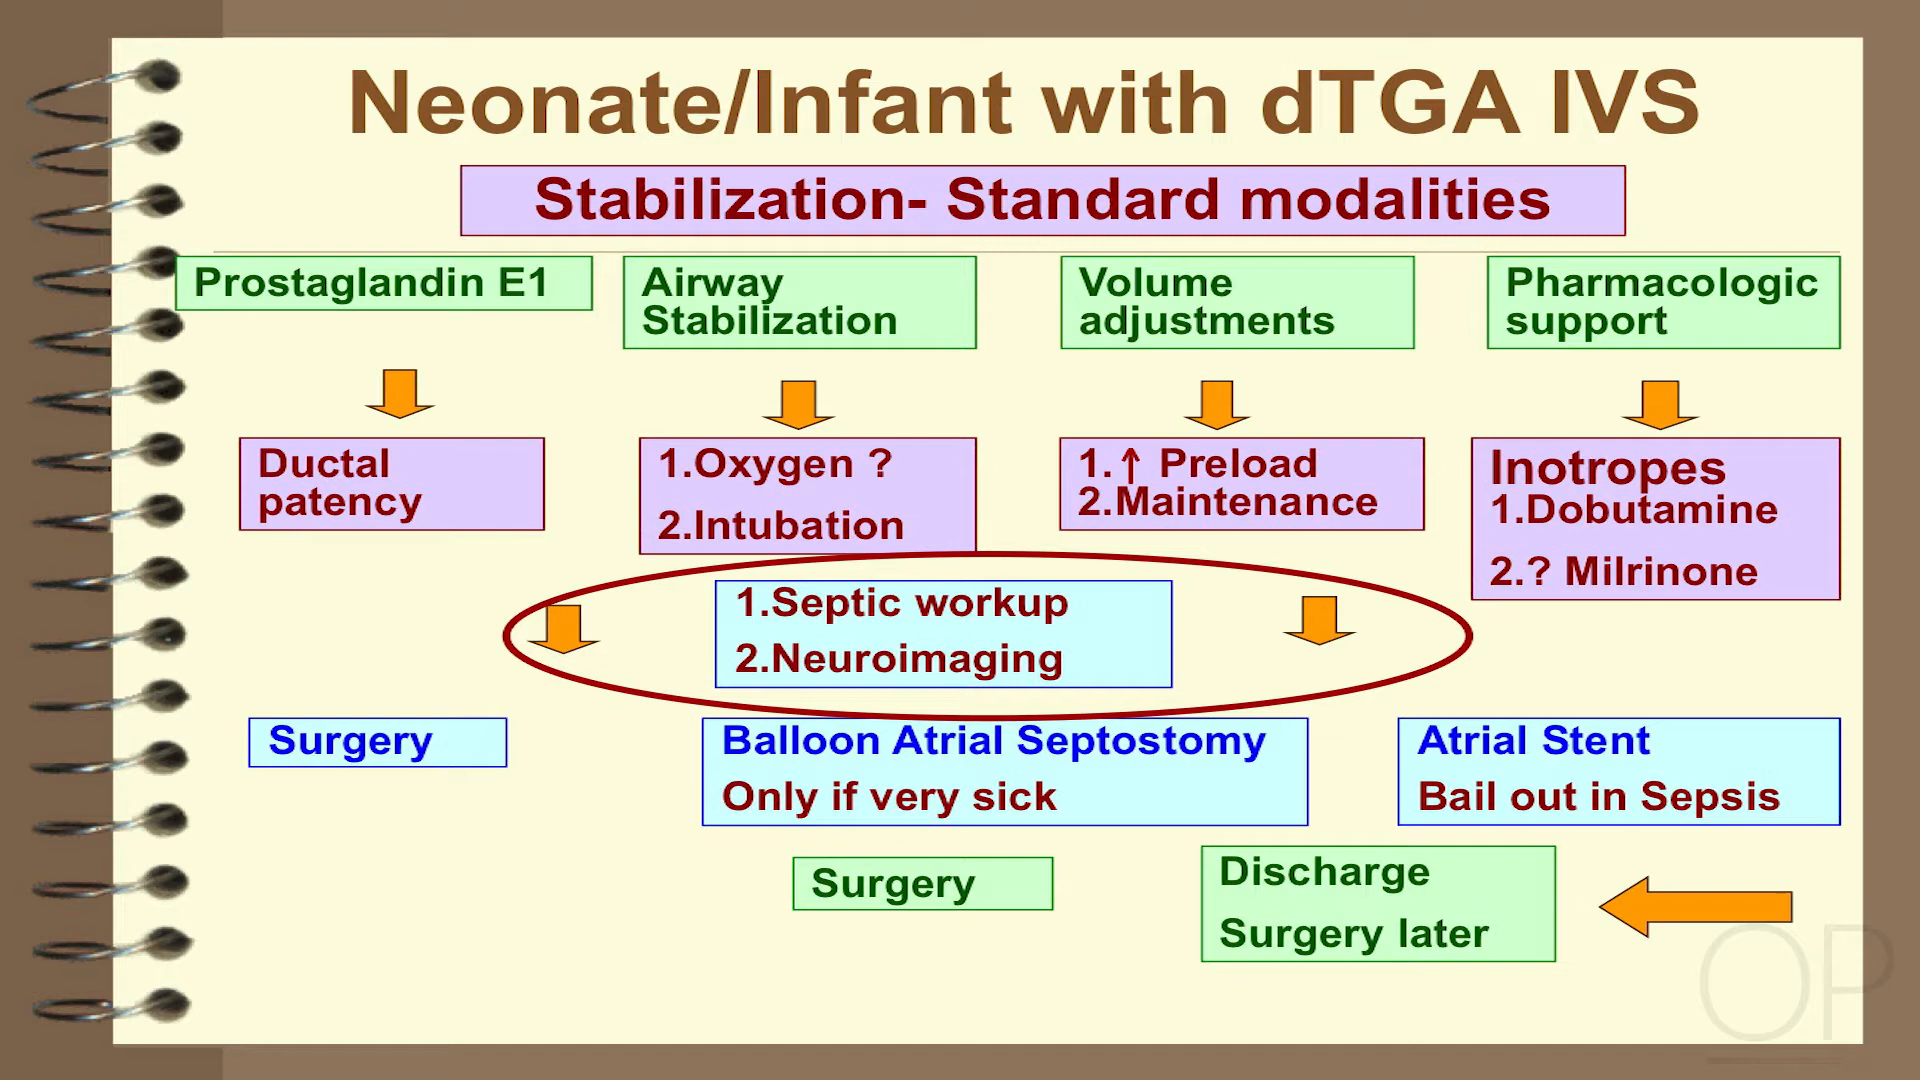 Neonate/Infant with dTGA IVS
Stabilization- Standard modalities
Prostaglandin E1
Airway
Stabilization
Volume
adjustments
Pharmacologic
support
Ductal
patency
1.Oxygen ?
2.Intubation
1.↑ Preload
2.Maintenance
Inotropes
1.Dobutamine
2.? Milrinone
1.Septic workup
2.Neuroimaging
Surgery
Balloon Atrial Septostomy
Only if very sick
Atrial Stent
Bail out in Sepsis
Surgery
Discharge
Surgery later
OP